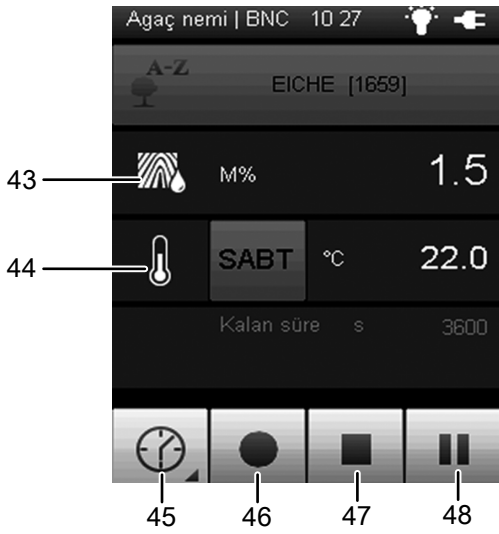 Agaç nemi | BNC 10 27
A-Z
EICHE [1659]
43
M% 1.5
44
SABT °C 22.0
Kalan süre s 3600
45 46 47 48